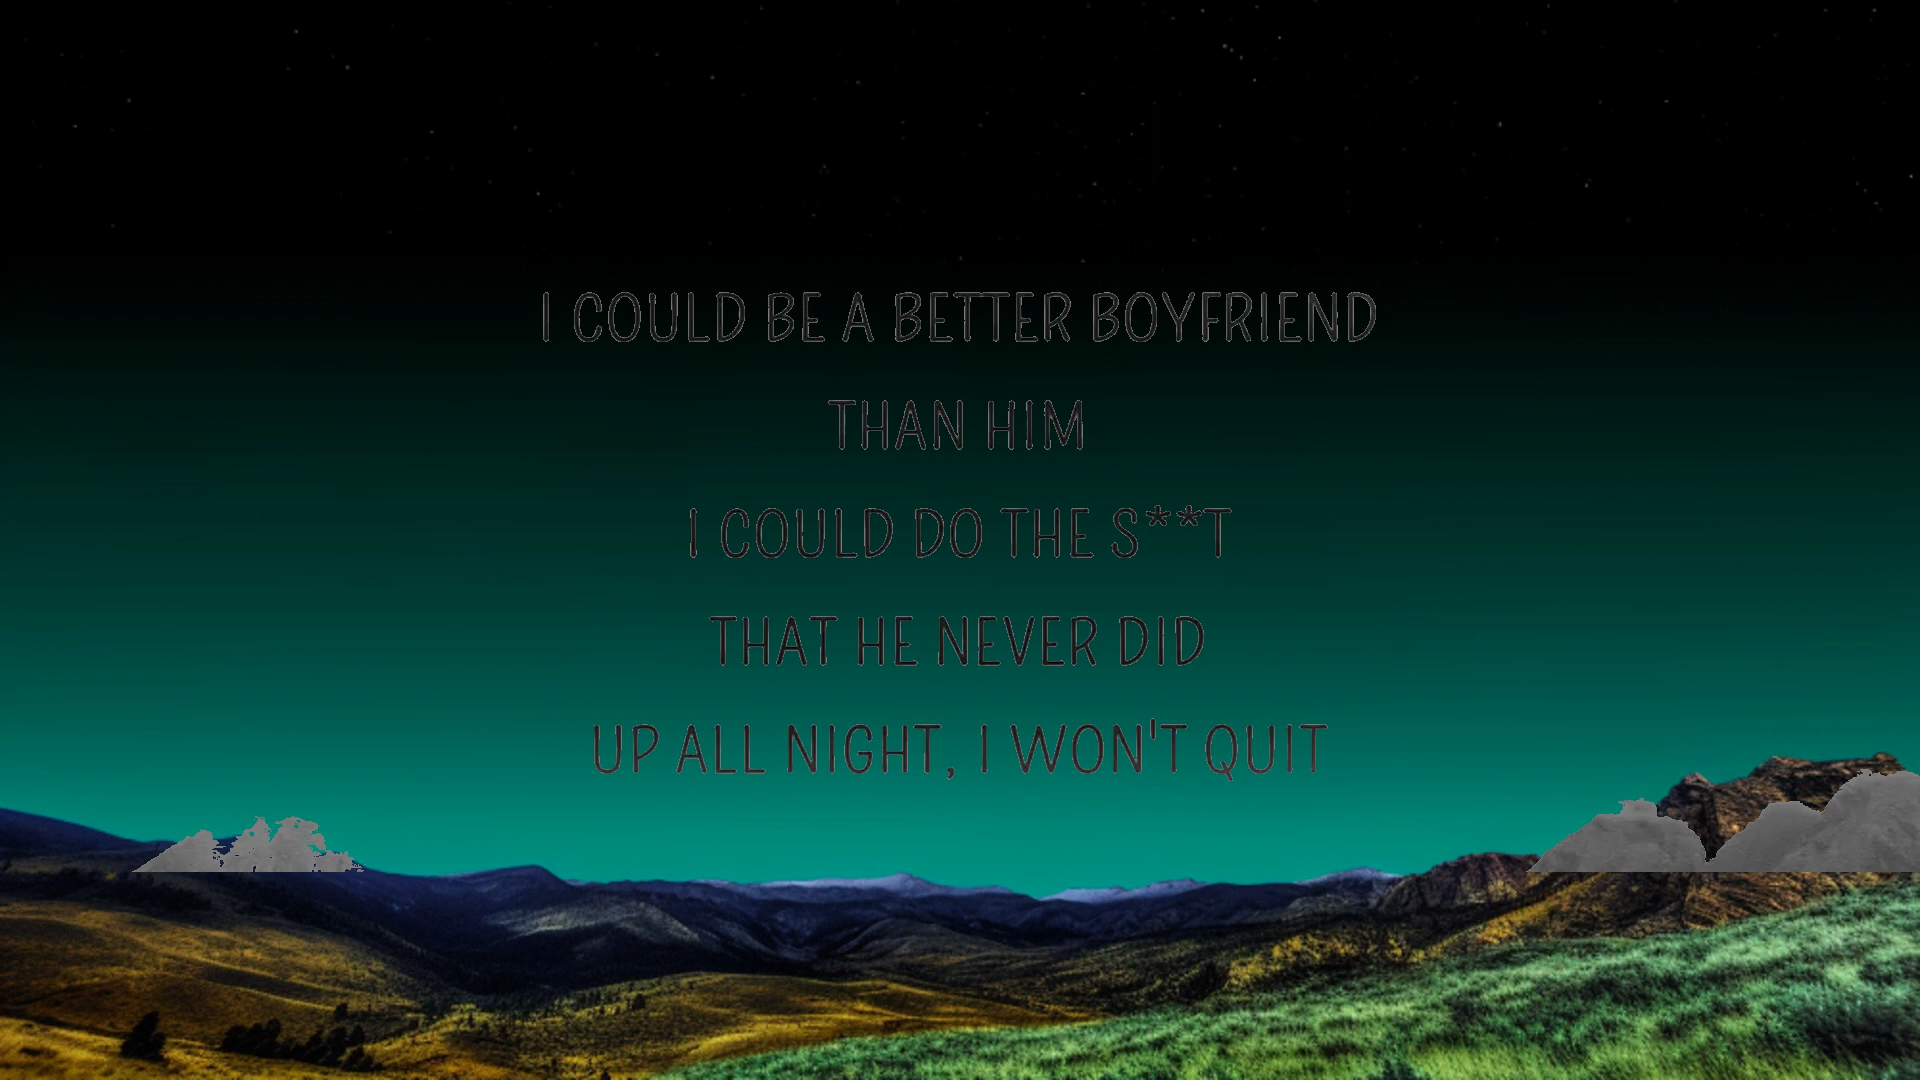 I COULD BE A BETTER BOYFRIEND
THAN HIM
I COULD DO THE S**T
THAT HE NEVER DID
UP ALL NIGHT, I WON'T QUIT